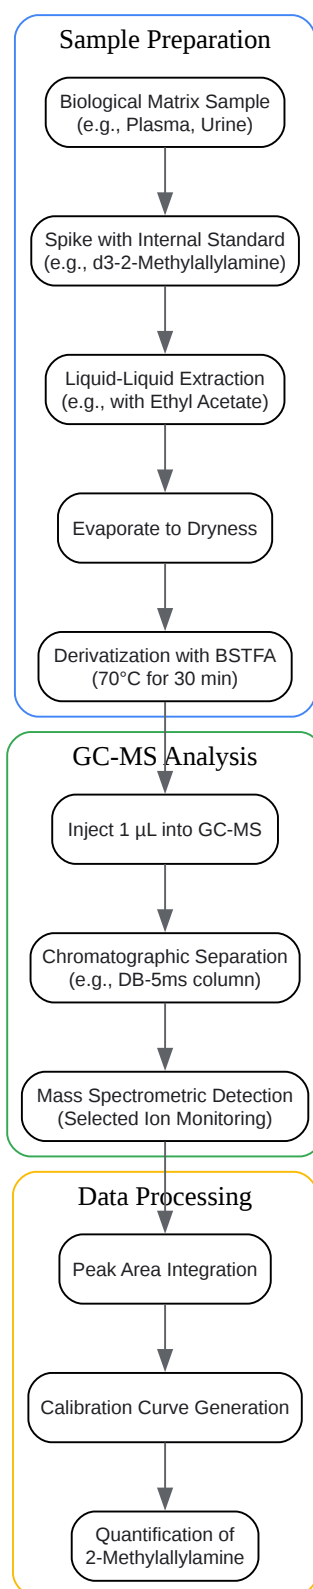 Sample Preparation
Biological Matrix Sample
(e.g., Plasma, Urine)
Spike with Internal Standard
(e.g., d3-2-Methylallylamine)
Liquid-Liquid Extraction
(e.g., with Ethyl Acetate)
Evaporate to Dryness
Derivatization with BSTFA
(70°C for 30 min)
GC-MS Analysis
Inject 1 µL into GC-MS
Chromatographic Separation
(e.g., DB-5ms column)
Mass Spectrometric Detection
(Selected Ion Monitoring)
Data Processing
Peak Area Integration
Calibration Curve Generation
Quantification of
2-Methylallylamine